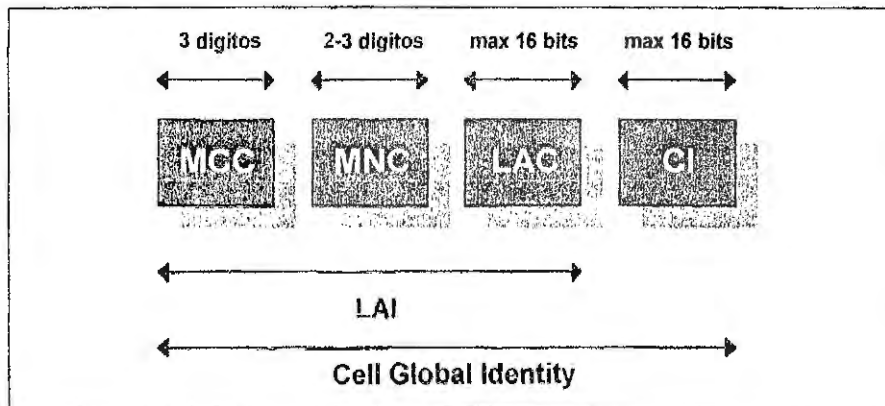 3 digitos 2-3 digitos max 16 bits max 16 bits
MCC MNC LAC CI
LAI
Cell Global Identity